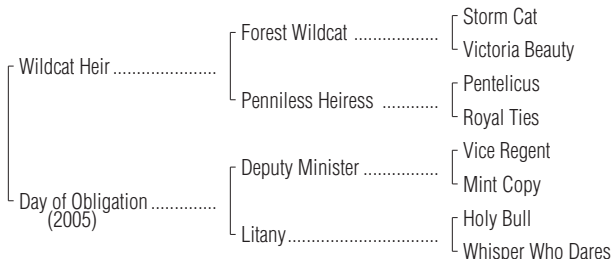 Storm Cat
Forest Wildcat ..................
Victoria Beauty
Wildcat Heir ......................
Pentelicus
Penniless Heiress ............
Royal Ties
Vice Regent
Deputy Minister ................
Mint Copy
Day of Obligation ..............
(2005)
Holy Bull
Litany.................................
Whisper Who Dares